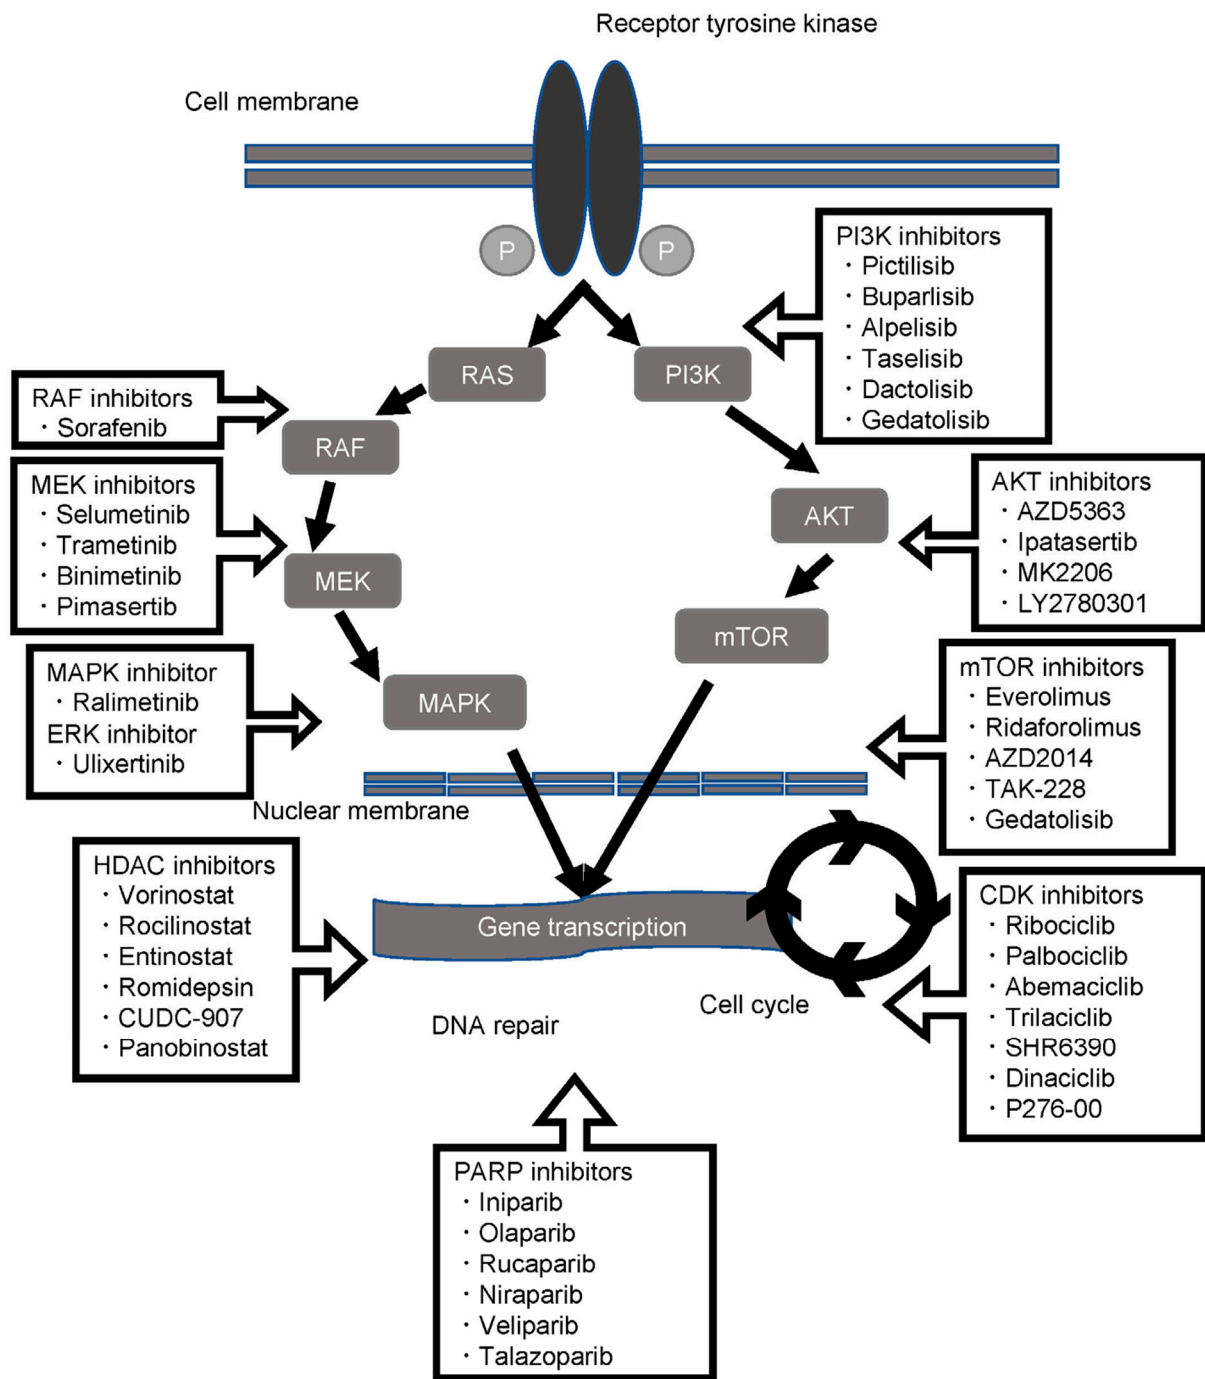 Receptor tyrosine kinase
Cell membrane
P
P
PI3K inhibitors
・Pictilisib
・Buparlisib
・Alpelisib
・Taselisib
・Dactolisib
・Gedatolisib
RAS
PI3K
RAF inhibitors
・Sorafenib
RAF
MEK inhibitors
・Selumetinib
・Trametinib
・Binimetinib
・Pimasertib
AKT
AKT inhibitors
・AZD5363
・Ipatasertib
・MK2206
・LY2780301
MEK
mTOR
MAPK inhibitor
・Ralimetinib
ERK inhibitor
・Ulixertinib
MAPK
mTOR inhibitors
・Everolimus
・Ridaforolimus
・AZD2014
・TAK-228
・Gedatolisib
Nuclear membrane
HDAC inhibitors
・Vorinostat
・Rocilinostat
・Entinostat
・Romidepsin
・CUDC-907
・Panobinostat
Gene transcription
CDK inhibitors
・Ribociclib
・Palbociclib
・Abemaciclib
・Trilaciclib
・SHR6390
・Dinaciclib
・P276-00
Cell cycle
DNA repair
PARP inhibitors
・Iniparib
・Olaparib
・Rucaparib
・Niraparib
・Veliparib
・Talazoparib